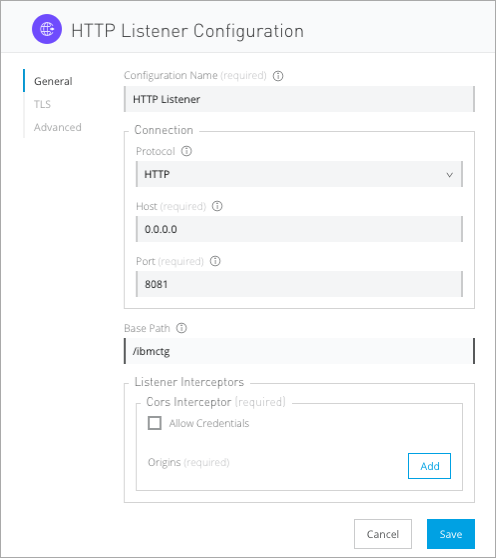 HTTP Listener Configuration
General
TLS
Advanced
Configuration Name (required)
HTTP Listener
Connection
Protocol
HTTP
Host (required)
0.0.0.0
Port (required)
8081
Base Path
/ibmctg
Listener Interceptors
Cors Interceptor (required)
Allow Credentials
Origins (required)
Add
Cancel
Save